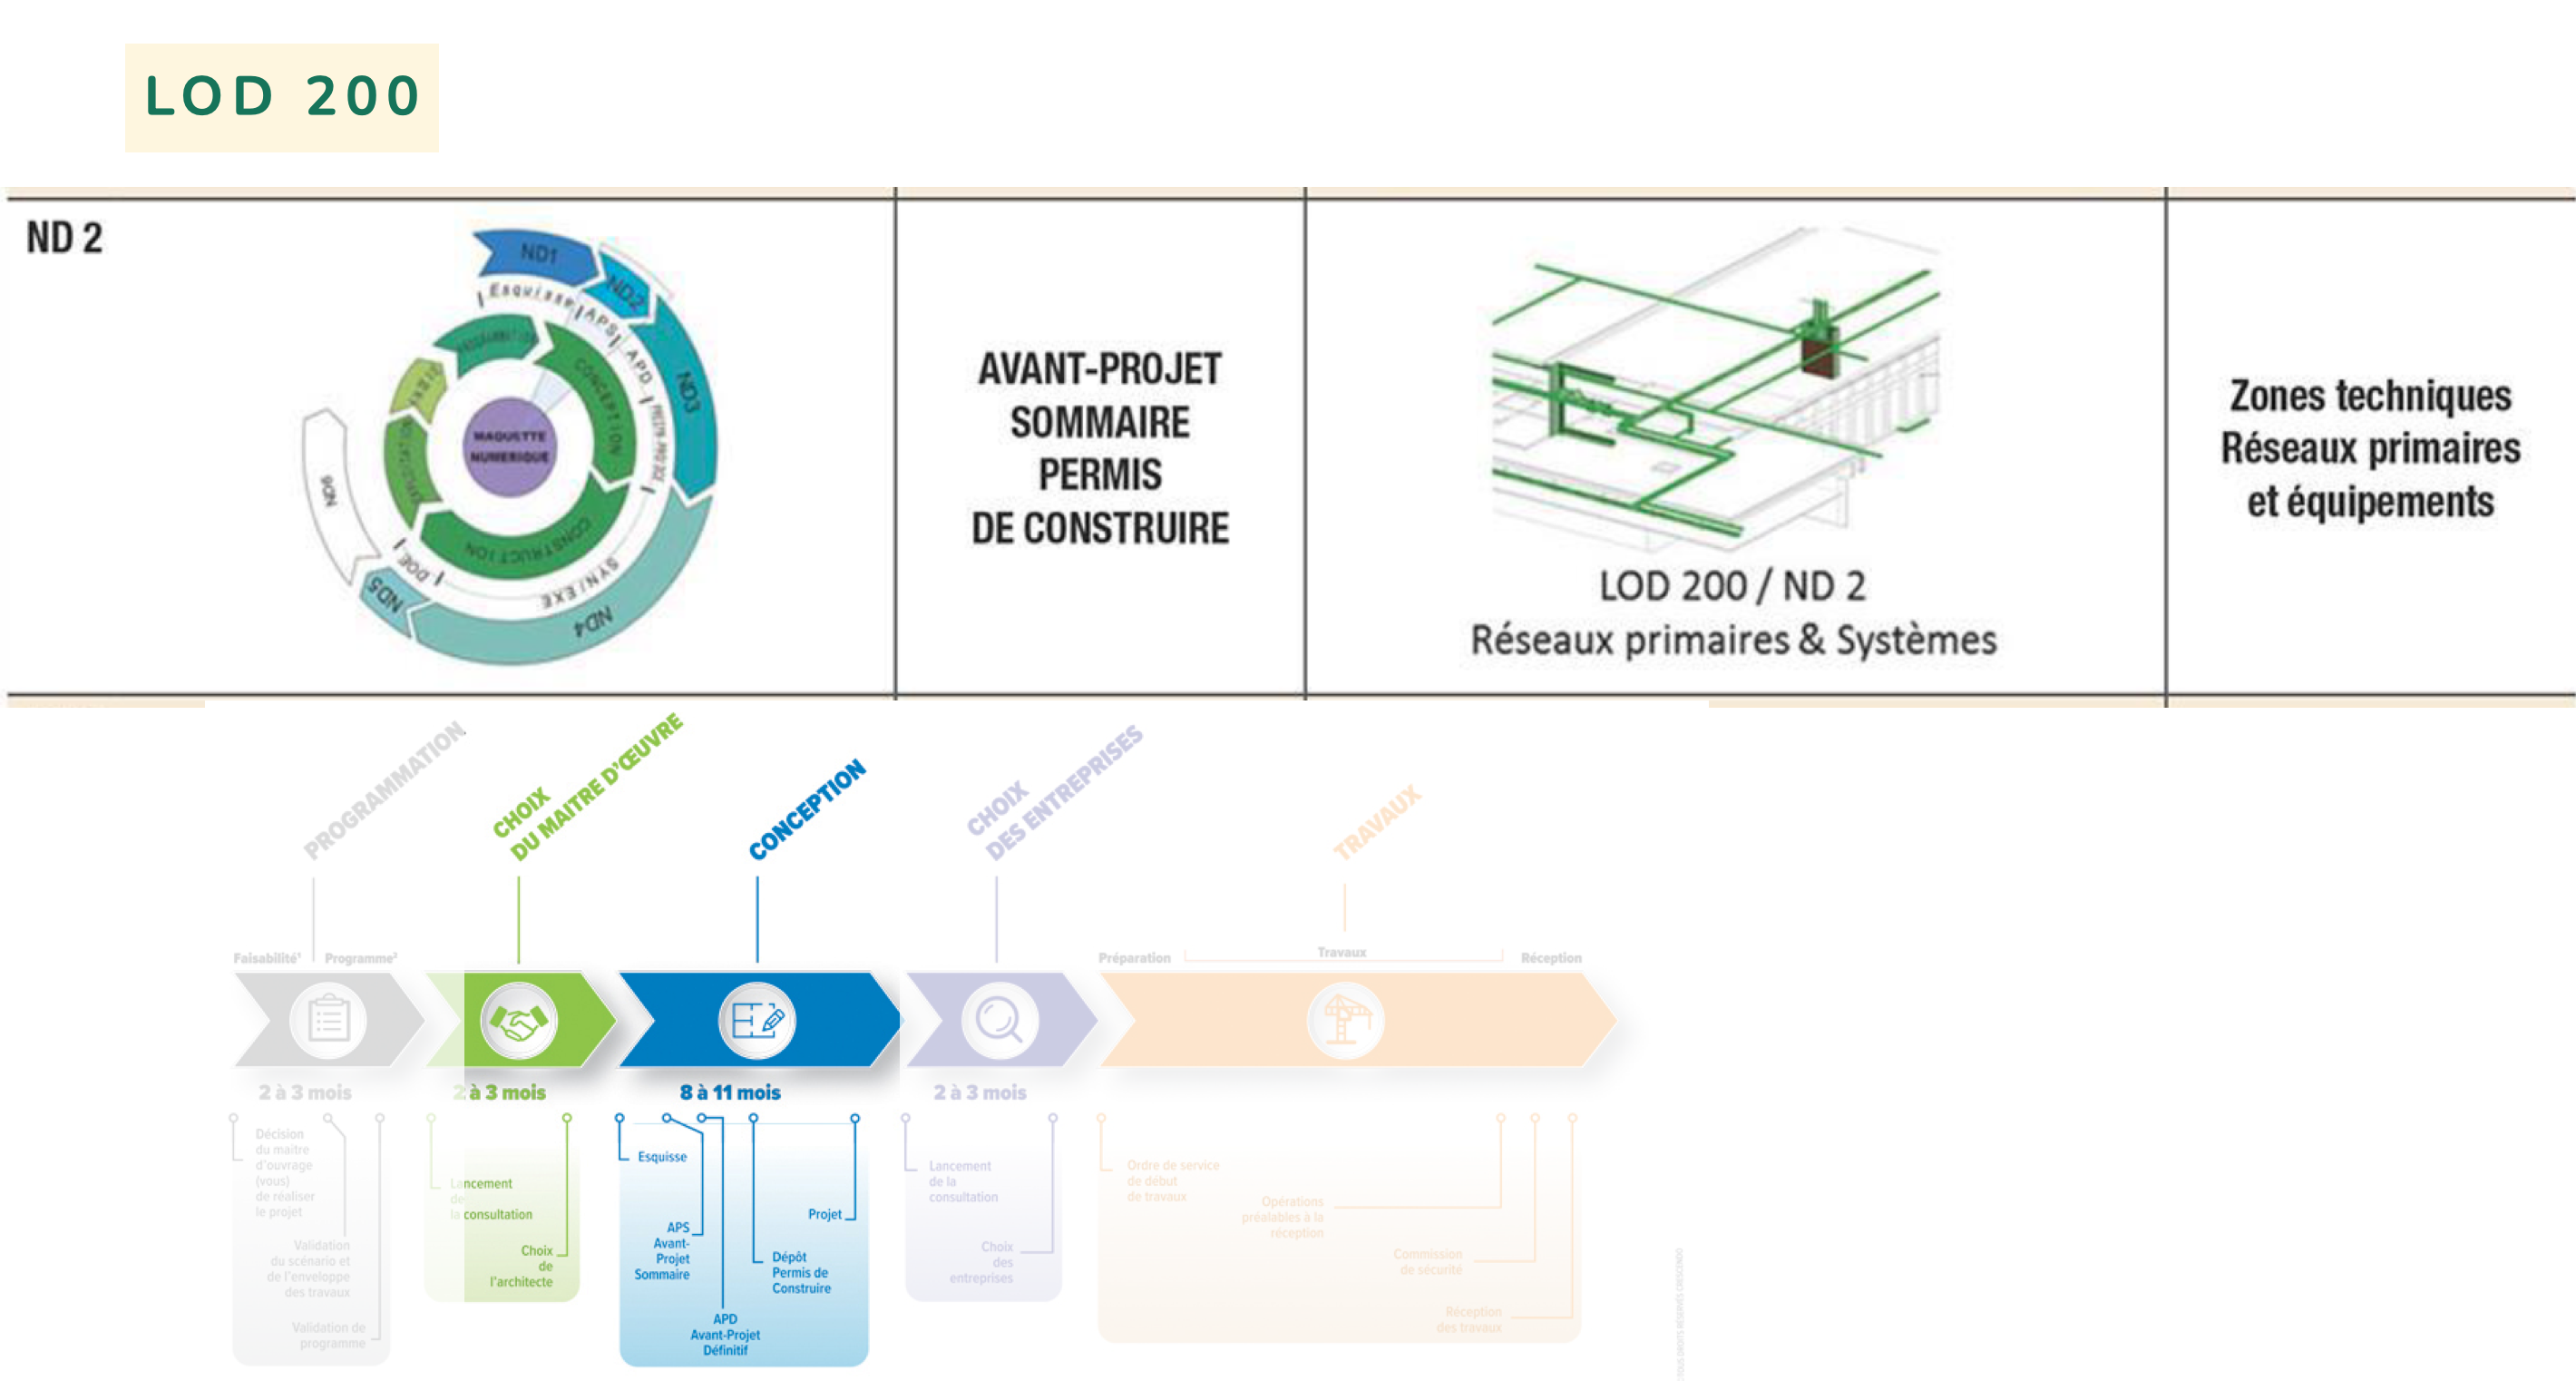 LOD 200
ND 2
ND1
ND2
ND3
ND4
ND5
ND6
Esquisse
APS
APD
SYN/EXE
DOE
PROGRAMMATION
CONCEPTION
CONSTRUCTION
EXPLOITATION
MAQUETTE
NUMERIQUE
AVANT-PROJET
SOMMAIRE
PERMIS
DE CONSTRUIRE
LOD 200 / ND 2
Réseaux primaires & Systèmes
Zones techniques
Réseaux primaires
et équipements
PROGRAMMATION
CHOIX
DU MAITRE D'ŒUVRE
CONCEPTION
CHOIX
DES ENTREPRISES
TRAVAUX
Faisabilité¹
Programme²
Préparation
Travaux
Réception
2 à 3 mois
2 à 3 mois
8 à 11 mois
2 à 3 mois
Décision
du maitre
d'ouvrage
(vous)
de réaliser
le projet
Validation
du scénario et
de l'enveloppe
des travaux
Validation de
programme
Lancement
de
la consultation
Choix
de
l'architecte
Esquisse
APS
Avant-
Projet
Sommaire
APD
Avant-Projet
Définitif
Dépôt
Permis de
Construire
Projet
Lancement
de la
consultation
Choix
des
entreprises
Ordre de service
de début
de travaux
Opérations
préalables à la
réception
Commission
de sécurité
Réception
des travaux
TOUS DROITS RÉSERVÉS CRESCENDO